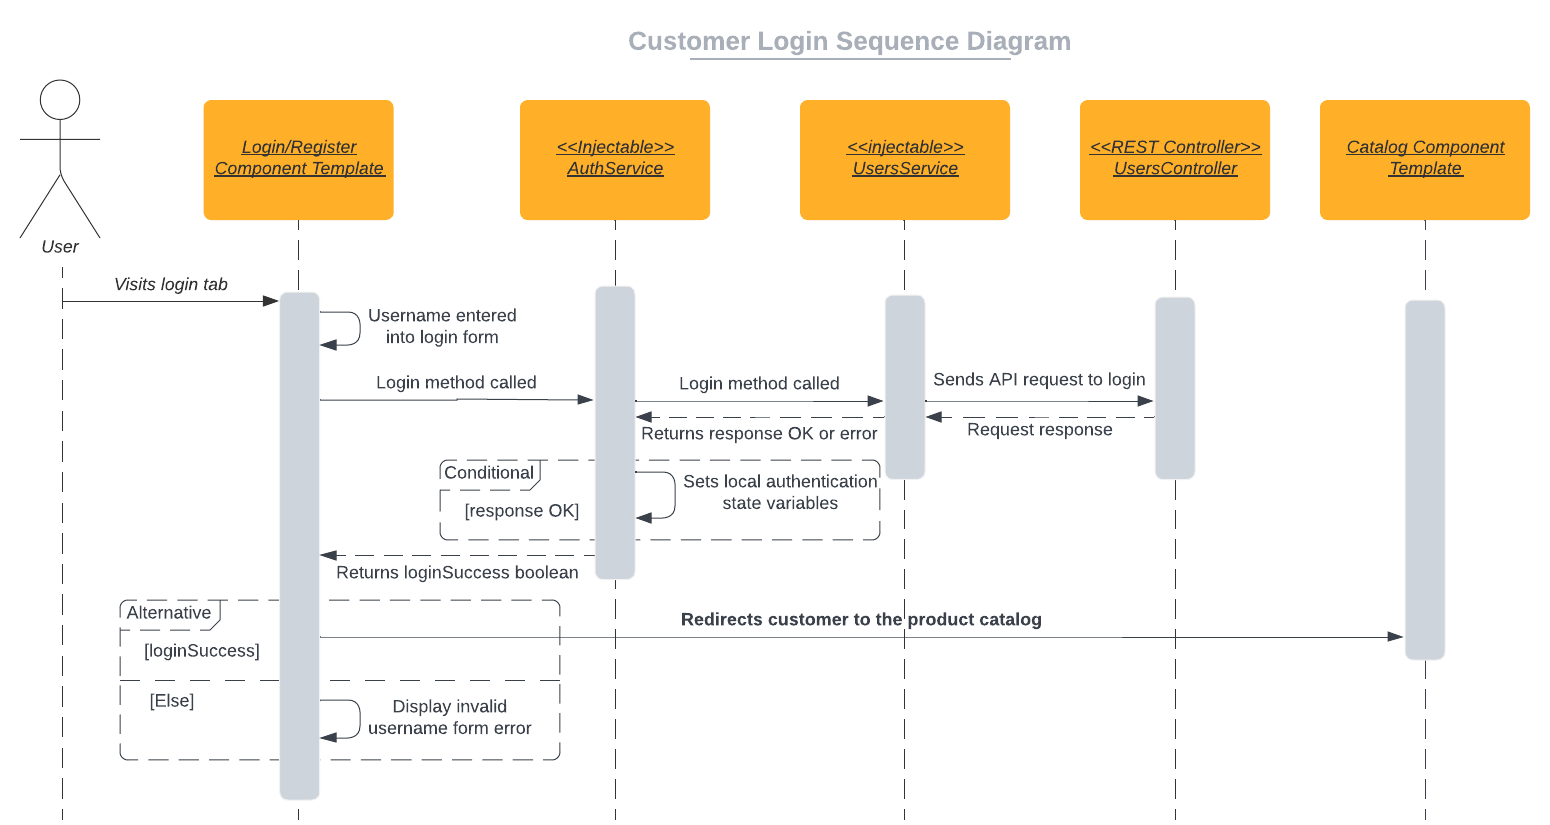 Customer Login Sequence Diagram
Login/Register
Component Template
<<Injectable>>
AuthService
<<injectable>>
UsersService
<<REST Controller>>
UsersController
Catalog Component
Template
User
Visits login tab
Username entered
into login form
Login method called
Login method called
Sends API request to login
Returns response OK or error
Request response
Conditional
[response OK]
Sets local authentication
state variables
Returns loginSuccess boolean
Alternative
[loginSuccess]
Redirects customer to the product catalog
[Else]
Display invalid
username form error